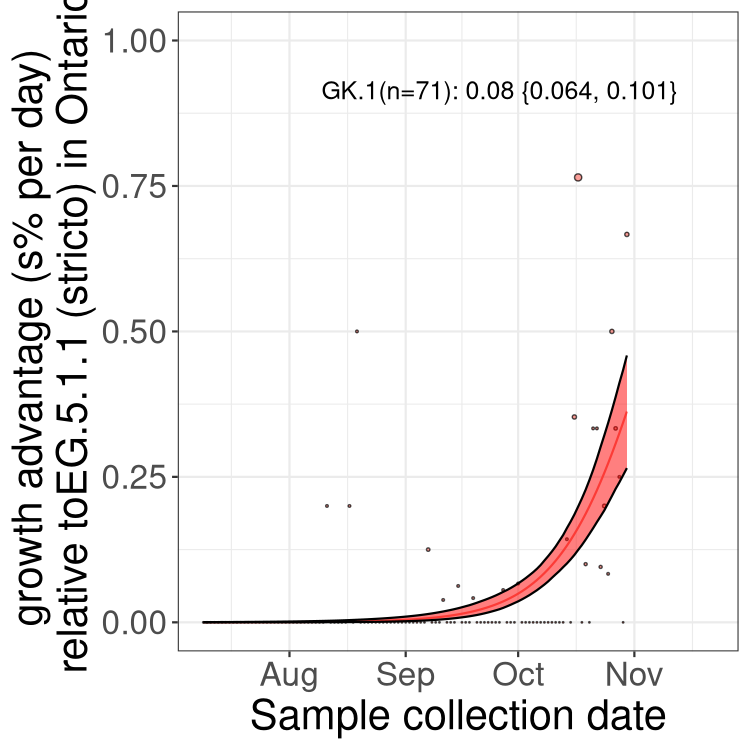 growth advantage (s% per day)
relative toEG.5.1.1 (stricto) in Ontario
1.00
0.75
0.50
0.25
0.00
GK.1(n=71): 0.08 {0.064, 0.101}
Aug Sep Oct Nov
Sample collection date